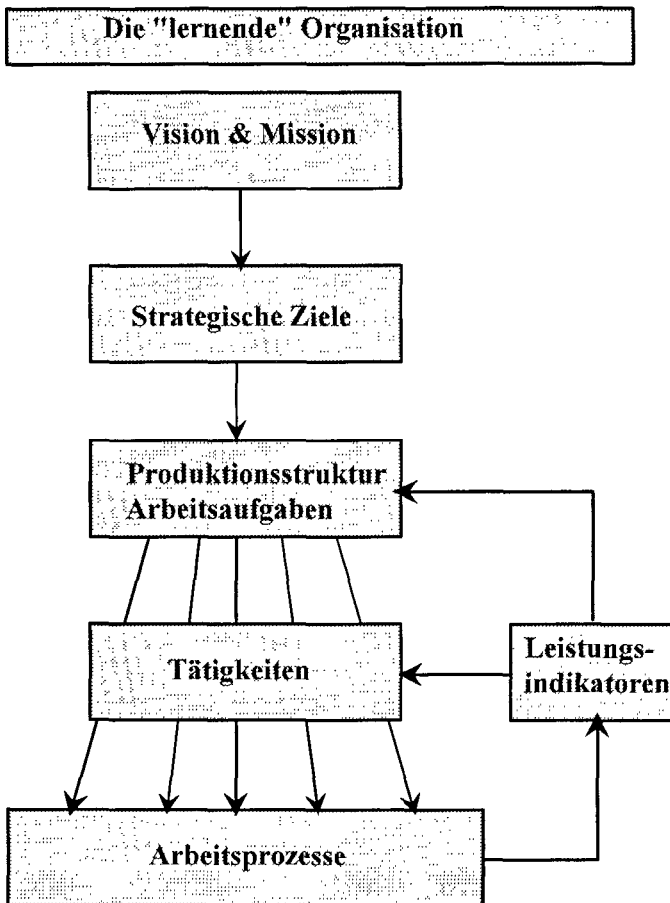 Die "lernende" Organisation
Vision & Mission
Strategische Ziele
Produktionsstruktur
Arbeitsaufgaben
Tätigkeiten
Leistungs-
indikatoren
Arbeitsprozesse